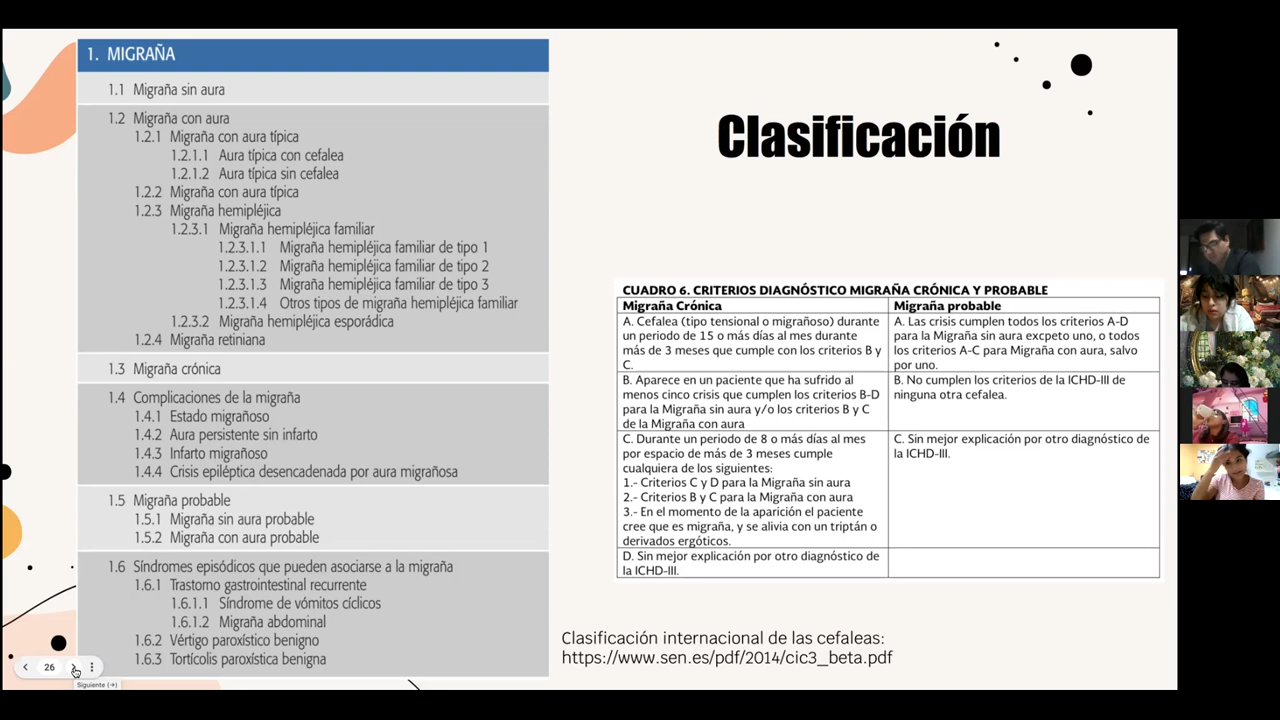 1. MIGRAÑA
1.1 Migraña sin aura
1.2 Migraña con aura
1.2.1 Migraña con aura típica
1.2.1.1 Aura típica con cefalea
1.2.1.2 Aura típica sin cefalea
1.2.2 Migraña con aura típica
1.2.3 Migraña hemipléjica
1.2.3.1 Migraña hemipléjica familiar
1.2.3.1.1 Migraña hemipléjica familiar de tipo 1
1.2.3.1.2 Migraña hemipléjica familiar de tipo 2
1.2.3.1.3 Migraña hemipléjica familiar de tipo 3
1.2.3.1.4 Otros tipos de migraña hemipléjica familiar
1.2.3.2 Migraña hemipléjica esporádica
1.2.4 Migraña retiniana
1.3 Migraña crónica
1.4 Complicaciones de la migraña
1.4.1 Estado migrañoso
1.4.2 Aura persistente sin infarto
1.4.3 Infarto migrañoso
1.4.4 Crisis epiléptica desencadenada por aura migrañosa
1.5 Migraña probable
1.5.1 Migraña sin aura probable
1.5.2 Migraña con aura probable
1.6 Síndromes episódicos que pueden asociarse a la migraña
1.6.1 Trastorno gastrointestinal recurrente
1.6.1.1 Síndrome de vómitos cíclicos
1.6.1.2 Migraña abdominal
1.6.2 Vértigo paroxístico benigno
1.6.3 Tortícolis paroxística benigna
26
Siguiente (→)
Clasificación
CUADRO 6. CRITERIOS DIAGNÓSTICO MIGRAÑA CRÓNICA Y PROBABLE
Migraña Crónica
Migraña probable
A. Cefalea (tipo tensional o migrañoso) durante
un periodo de 15 o más días al mes durante
más de 3 meses que cumple con los criterios B y
C.
A. Las crisis cumplen todos los criterios A-D
para la Migraña sin aura excpeto uno, o todos
los criterios A-C para Migraña con aura, salvo
por uno.
B. Aparece en un paciente que ha sufrido al
menos cinco crisis que cumplen los criterios B-D
para la Migraña sin aura y/o los criterios B y C
de la Migraña con aura
B. No cumplen los criterios de la ICHD-III de
ninguna otra cefalea.
C. Durante un periodo de 8 o más días al mes
por espacio de más de 3 meses cumple
cualquiera de los siguientes:
1.- Criterios C y D para la Migraña sin aura
2.- Criterios B y C para la Migraña con aura
3.- En el momento de la aparición el paciente
cree que es migraña, y se alivia con un triptán o
derivados ergóticos.
C. Sin mejor explicación por otro diagnóstico de
la ICHD-III.
D. Sin mejor explicación por otro diagnóstico de
la ICHD-III.
Clasificación internacional de las cefaleas:
https://www.sen.es/pdf/2014/cic3_beta.pdf